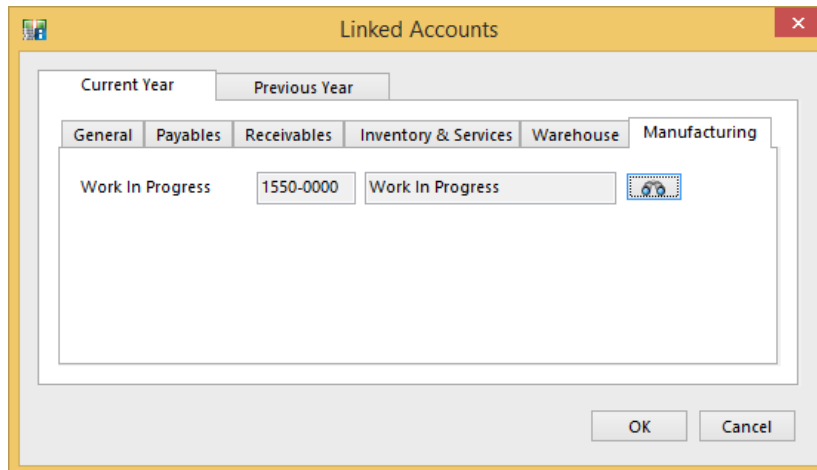 Linked Accounts
Current Year Previous Year
General Payables Receivables Inventory & Services Warehouse Manufacturing
Work In Progress 1550-0000 Work In Progress
OK Cancel